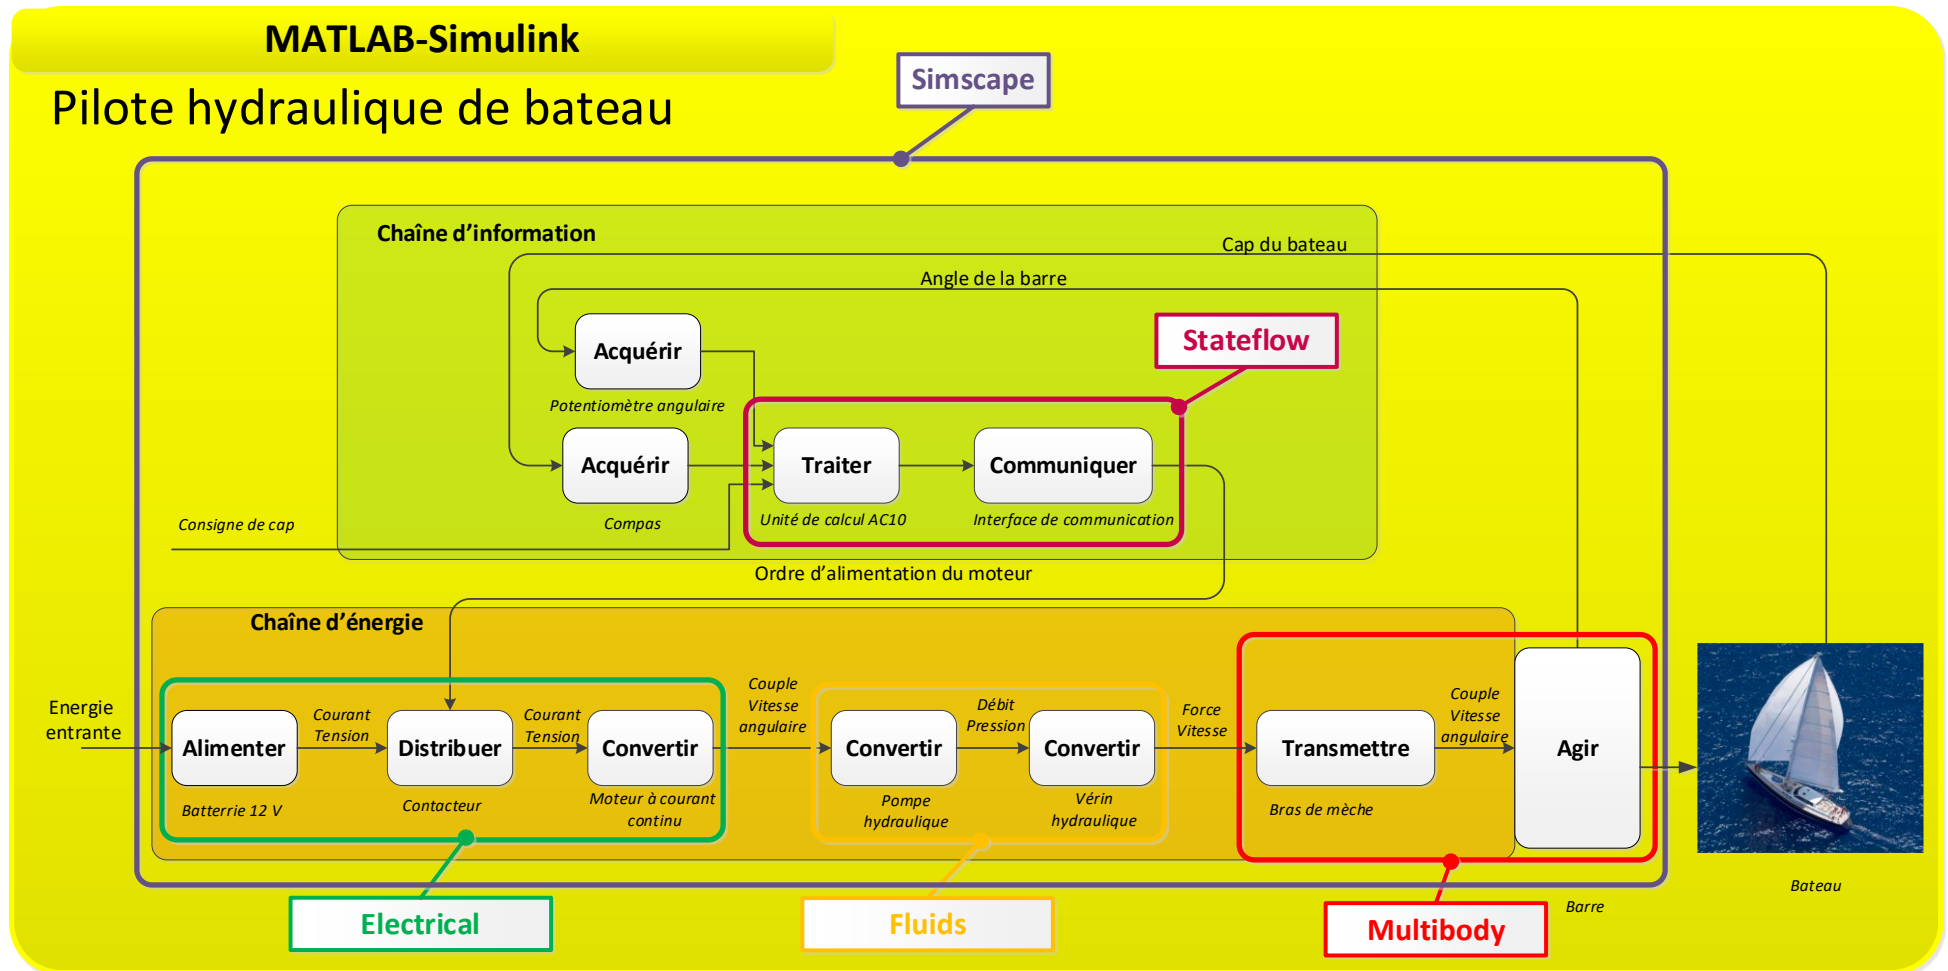 MATLAB-Simulink
Pilote hydraulique de bateau
Simscape
Chaîne d’information
Cap du bateau
Angle de la barre
Acquérir
Potentiomètre angulaire
Stateflow
Acquérir
Compas
Traiter
Unité de calcul AC10
Communiquer
Interface de communication
Consigne de cap
Ordre d’alimentation du moteur
Chaîne d’énergie
Energie
entrante
Alimenter
Batterrie 12 V
Courant
Tension
Distribuer
Contacteur
Courant
Tension
Convertir
Moteur à courant
continu
Couple
Vitesse
angulaire
Convertir
Pompe
hydraulique
Débit
Pression
Convertir
Vérin
hydraulique
Force
Vitesse
Transmettre
Bras de mèche
Couple
Vitesse
angulaire
Agir
Barre
Bateau
Electrical
Fluids
Multibody